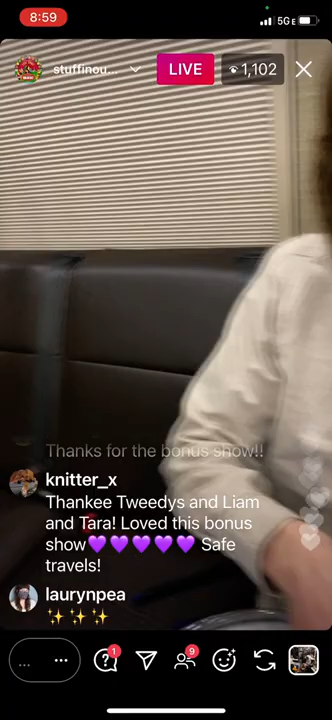 8:59
5G E
stuffinou...
LIVE
1,102
Thanks for the bonus show!!
knitter_x
Thankee Tweedys and Liam
and Tara! Loved this bonus
show💜💜💜💜💜 Safe
travels!
laurynpea
✨✨✨
...
1
9